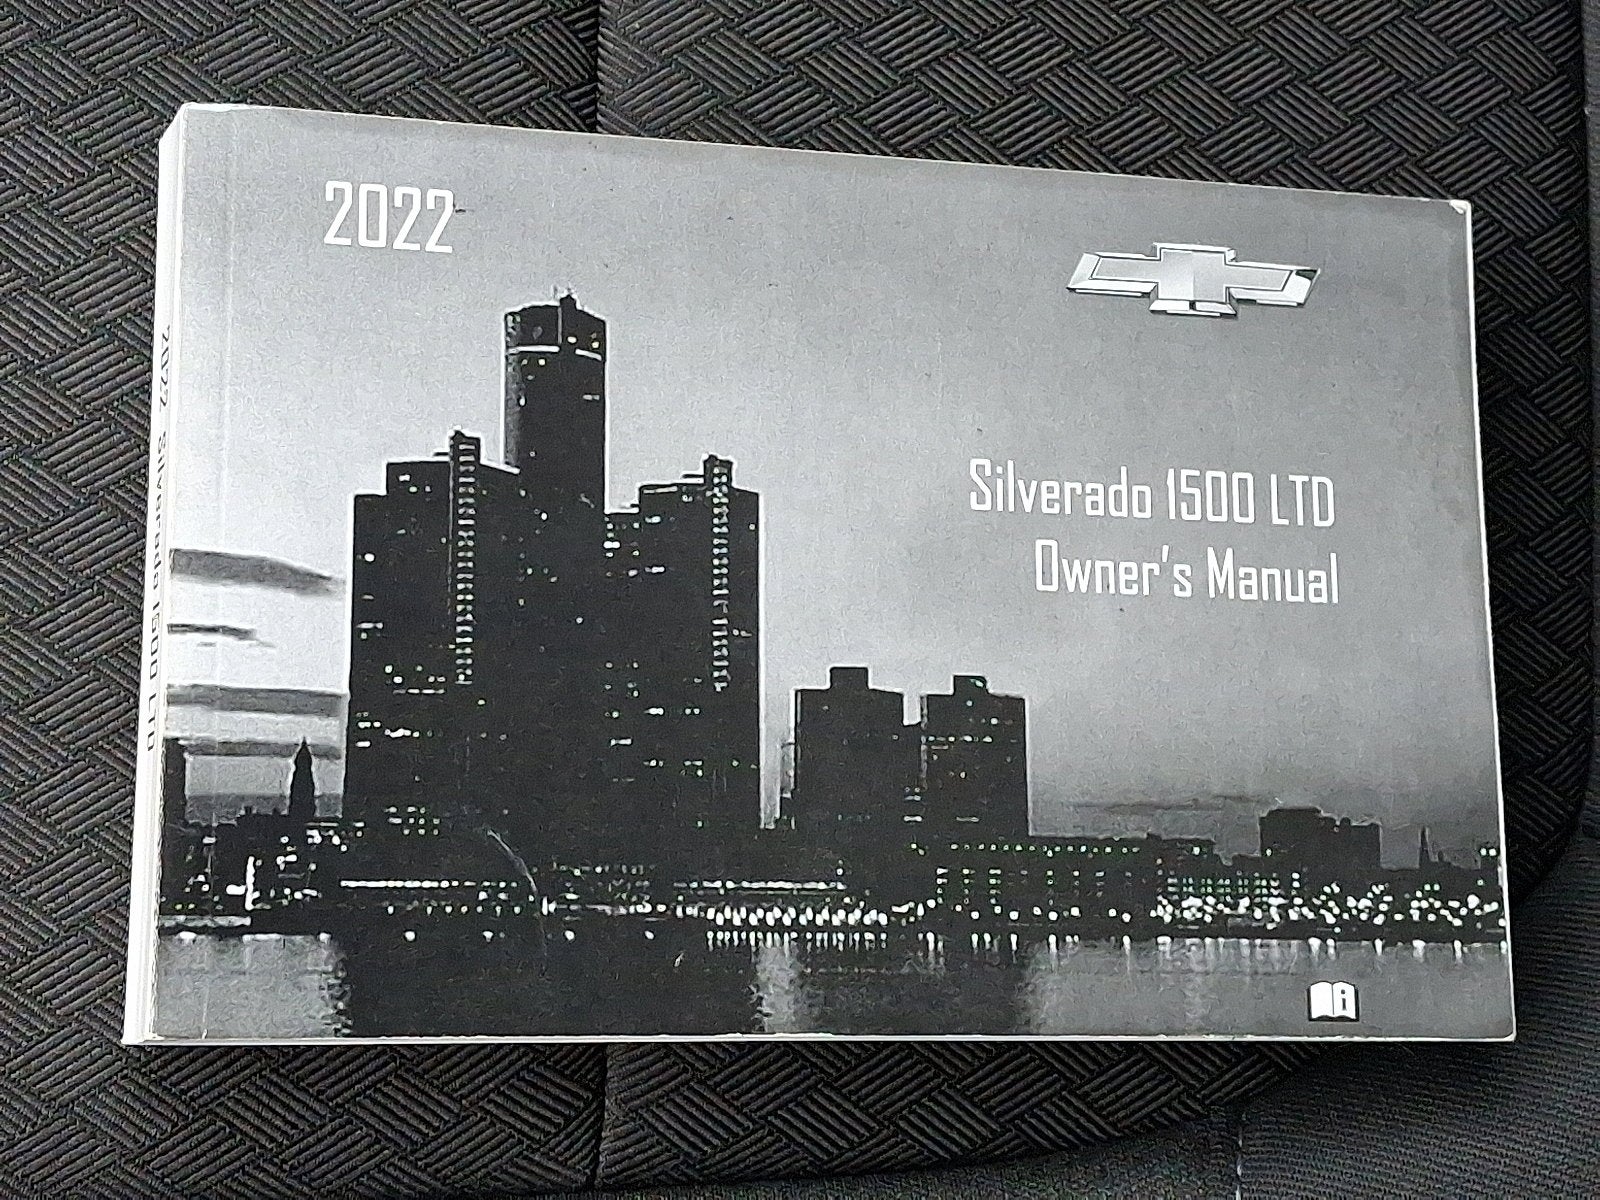 2022
Silverado 1500 LTD
Owner's Manual
i
2022 Silverado 1500 LTD